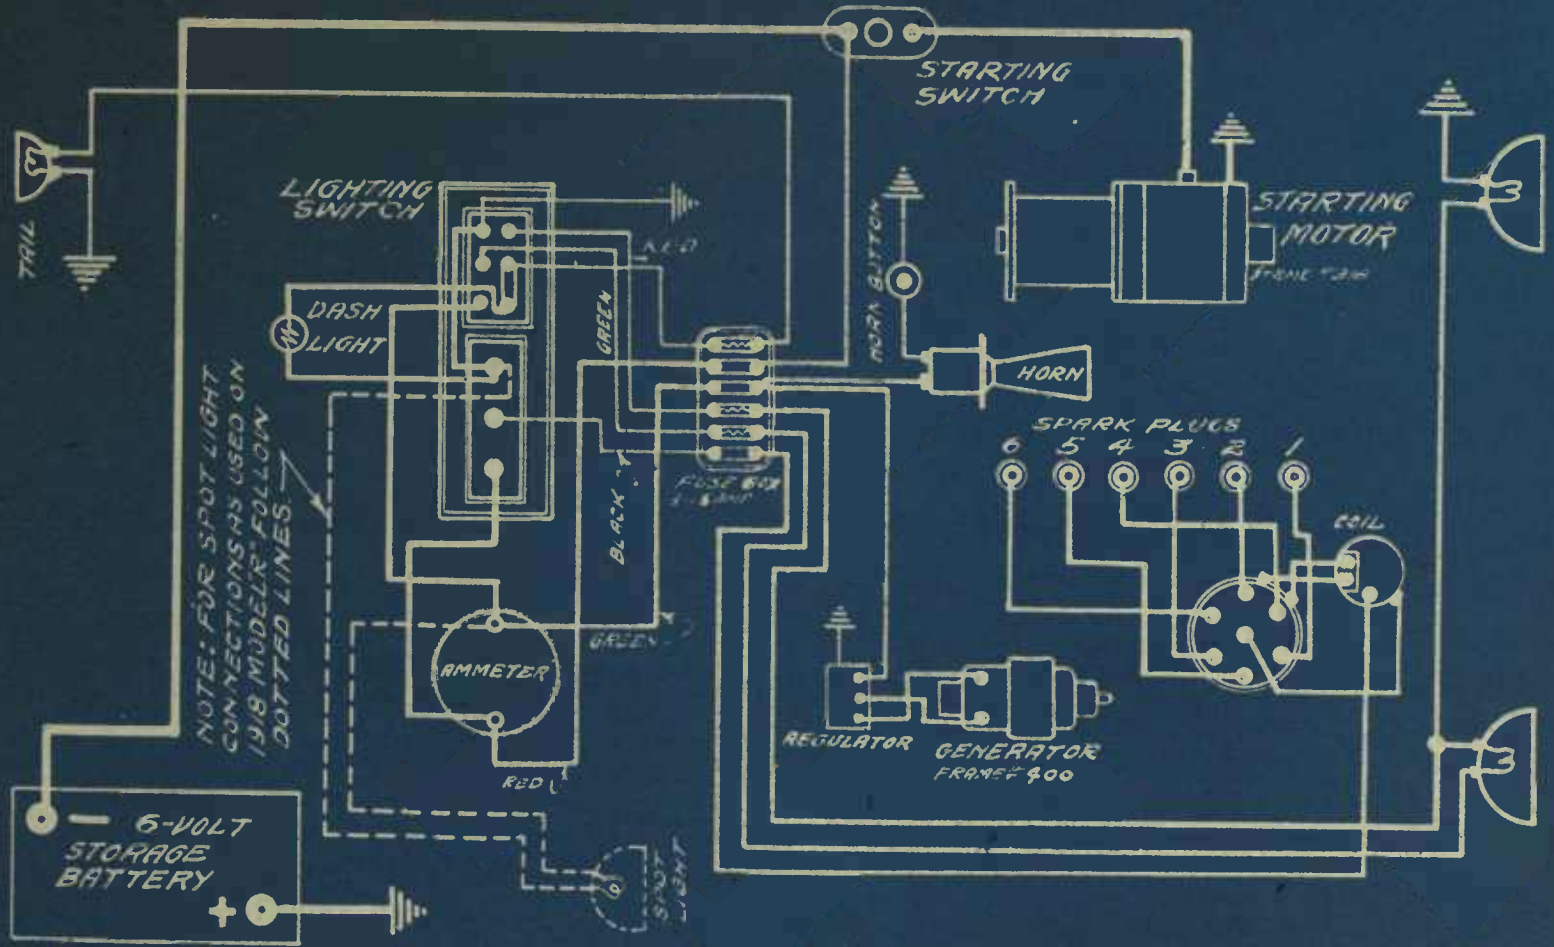 STARTING
SWITCH
LIGHTING
SWITCH
TAIL
RED
HORN BUTTON
STARTING
MOTOR
DASH
LIGHT
GREEN
HORN
NOTE: FOR SPOT LIGHT
CONNECTIONS AS USED ON
1918 MODELS FOLLOW
DOTTED LINES
SPARK PLUGS
6 5 4 3 2 1
FUSE BOX
BLACK
COIL
GREEN
AMMETER
REGULATOR
GENERATOR
FRAME # 400
RED
— 6-VOLT
STORAGE
BATTERY
+
SPOT
LIGHT